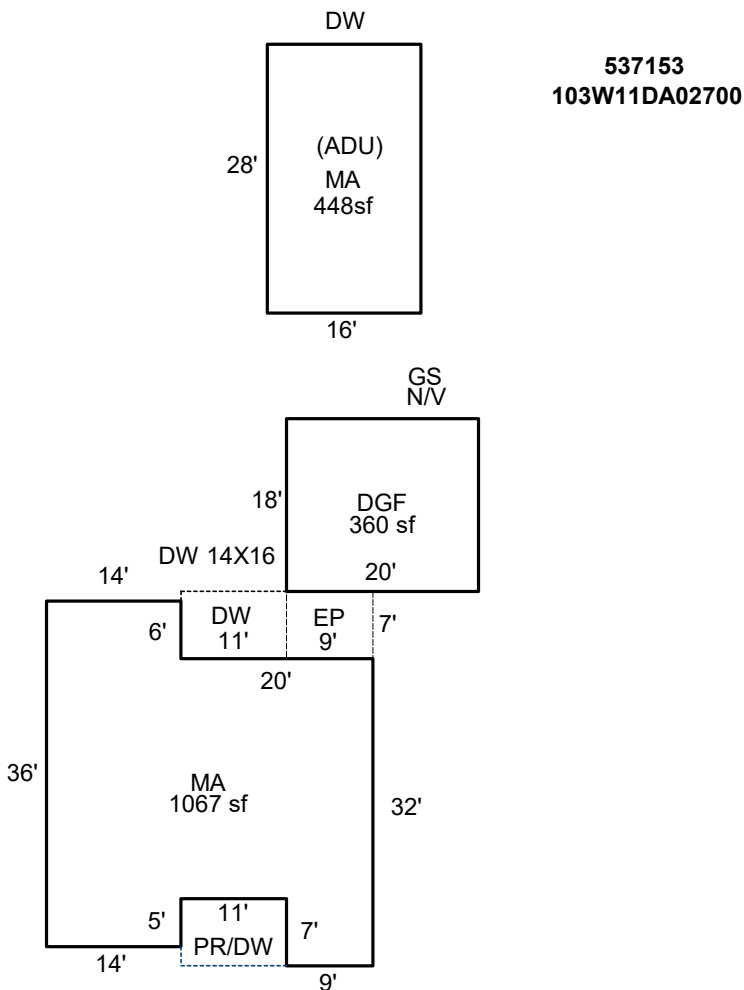 DW
537153
103W11DA02700
(ADU)
28'
MA
448sf
16'
GS
N/V
18'
DGF
360 sf
DW 14X16
20'
14'
DW
EP
6'
11'
9'
7'
20'
36'
MA
1067 sf
32'
11'
5'
7'
PR/DW
14'
9'